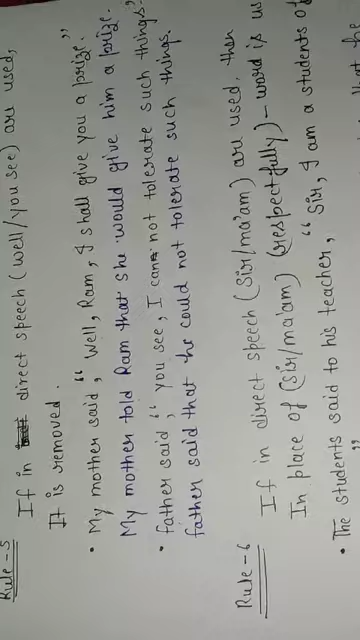 Rule-5
If in direct speech (well/you see) are used,
It is removed.
• My mother said, "Well, Ram, I shall give you a prize."
My mother told Ram that she would give him a prize.
• father said, "you see, I can not tolerate such things."
father said that he could not tolerate such things.
Rule-6
If in direct speech (Sir/ma'am) are used, then
In place of (Sir/ma'am) (respectfully) - word is us
• The students said to his teacher, "Sir, I am a students of